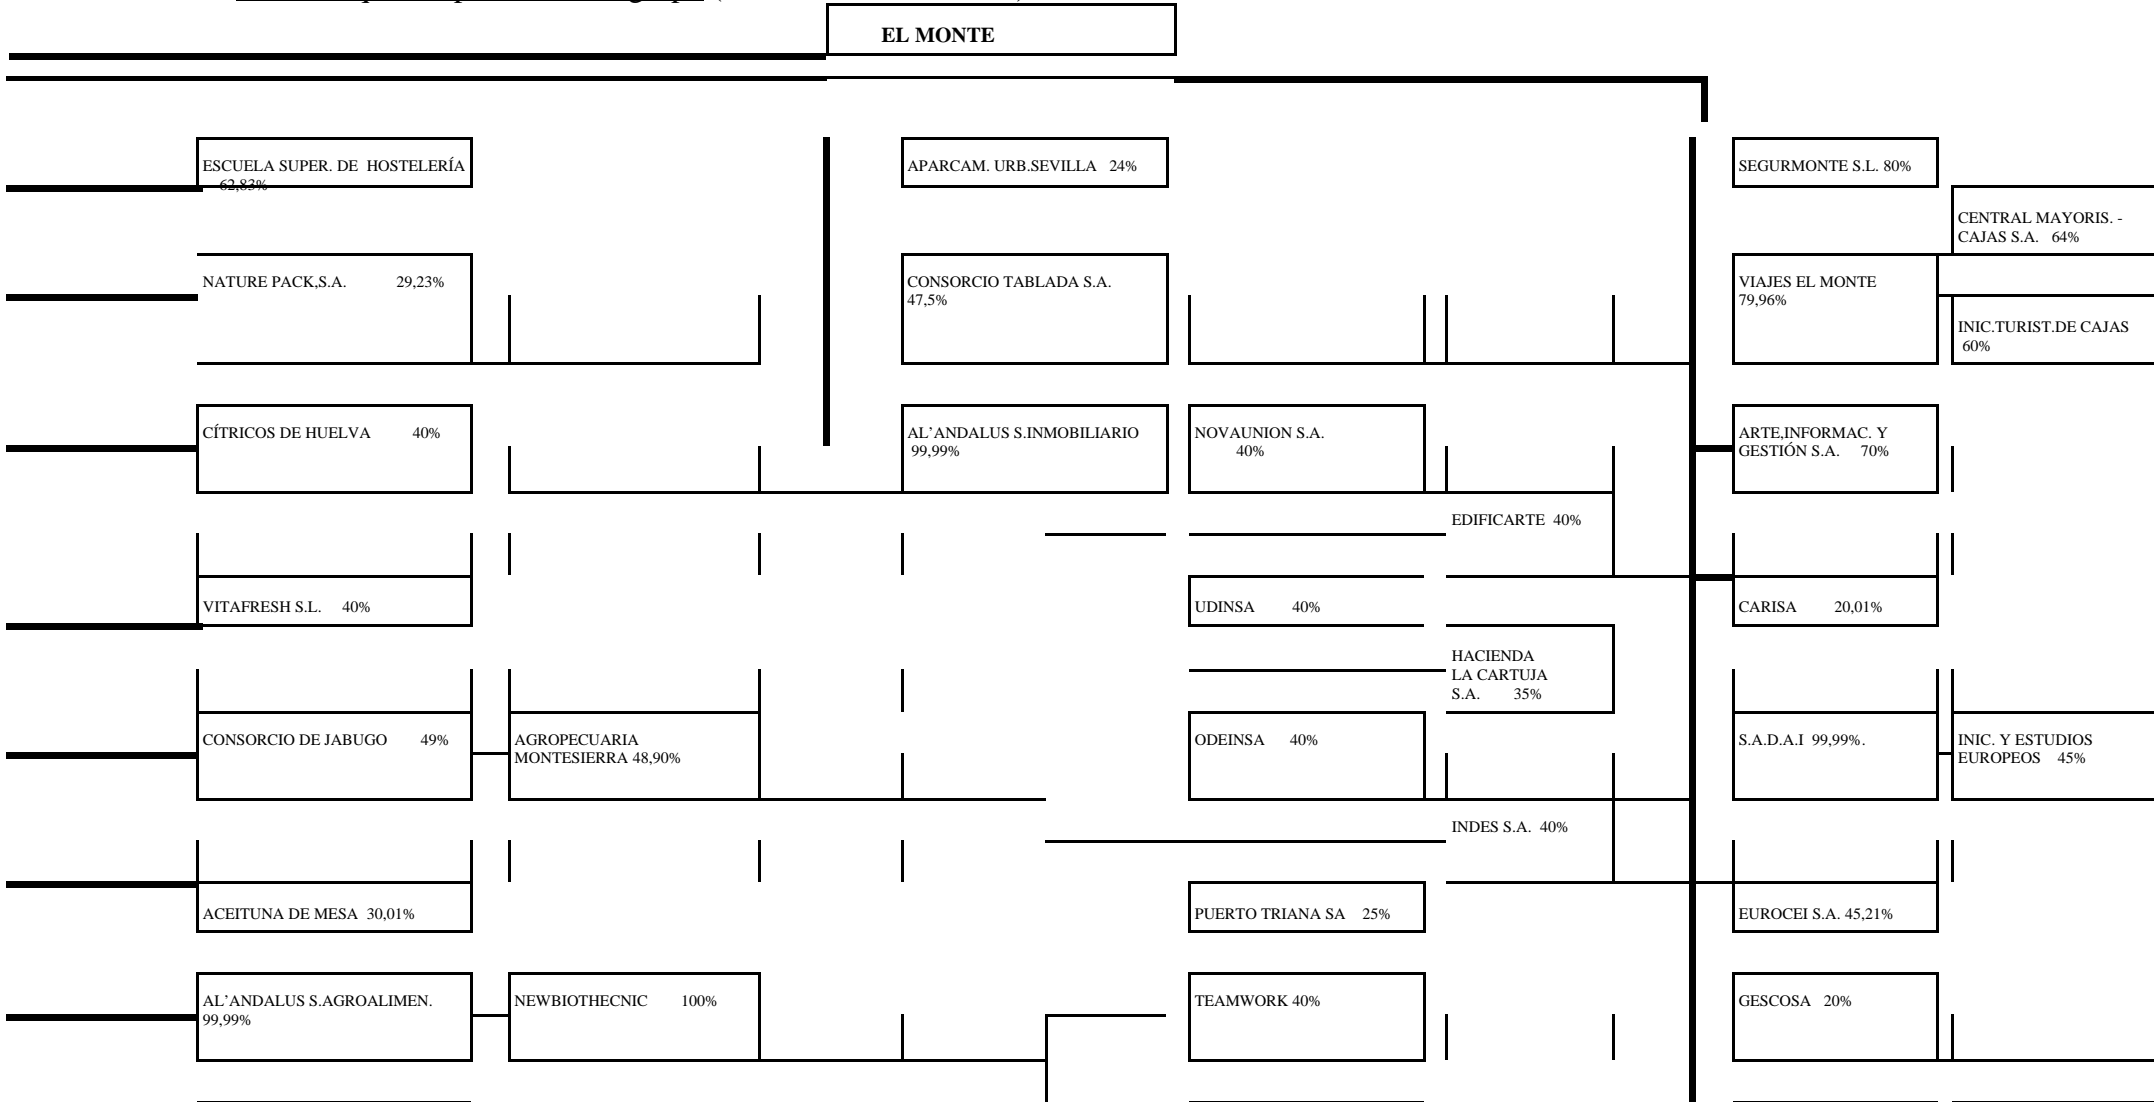 EL MONTE
ESCUELA SUPER. DE HOSTELERÍA
62,83%
APARCAM. URB.SEVILLA 24%
SEGURMONTE S.L. 80%
CENTRAL MAYORIS. -
CAJAS S.A. 64%
NATURE PACK,S.A. 29,23%
CONSORCIO TABLADA S.A.
47,5%
VIAJES EL MONTE
79,96%
INIC.TURIST.DE CAJAS
60%
CÍTRICOS DE HUELVA 40%
AL’ANDALUS S.INMOBILIARIO
99,99%
NOVAUNION S.A.
40%
ARTE,INFORMAC. Y
GESTIÓN S.A. 70%
EDIFICARTE 40%
VITAFRESH S.L. 40%
UDINSA 40%
CARISA 20,01%
HACIENDA
LA CARTUJA
S.A. 35%
CONSORCIO DE JABUGO 49%
AGROPECUARIA
MONTESIERRA 48,90%
ODEINSA 40%
S.A.D.A.I 99,99%.
INIC. Y ESTUDIOS
EUROPEOS 45%
INDES S.A. 40%
ACEITUNA DE MESA 30,01%
PUERTO TRIANA SA 25%
EUROCEI S.A. 45,21%
AL’ANDALUS S.AGROALIMEN.
99,99%
NEWBIOTHECNIC 100%
TEAMWORK 40%
GESCOSA 20%